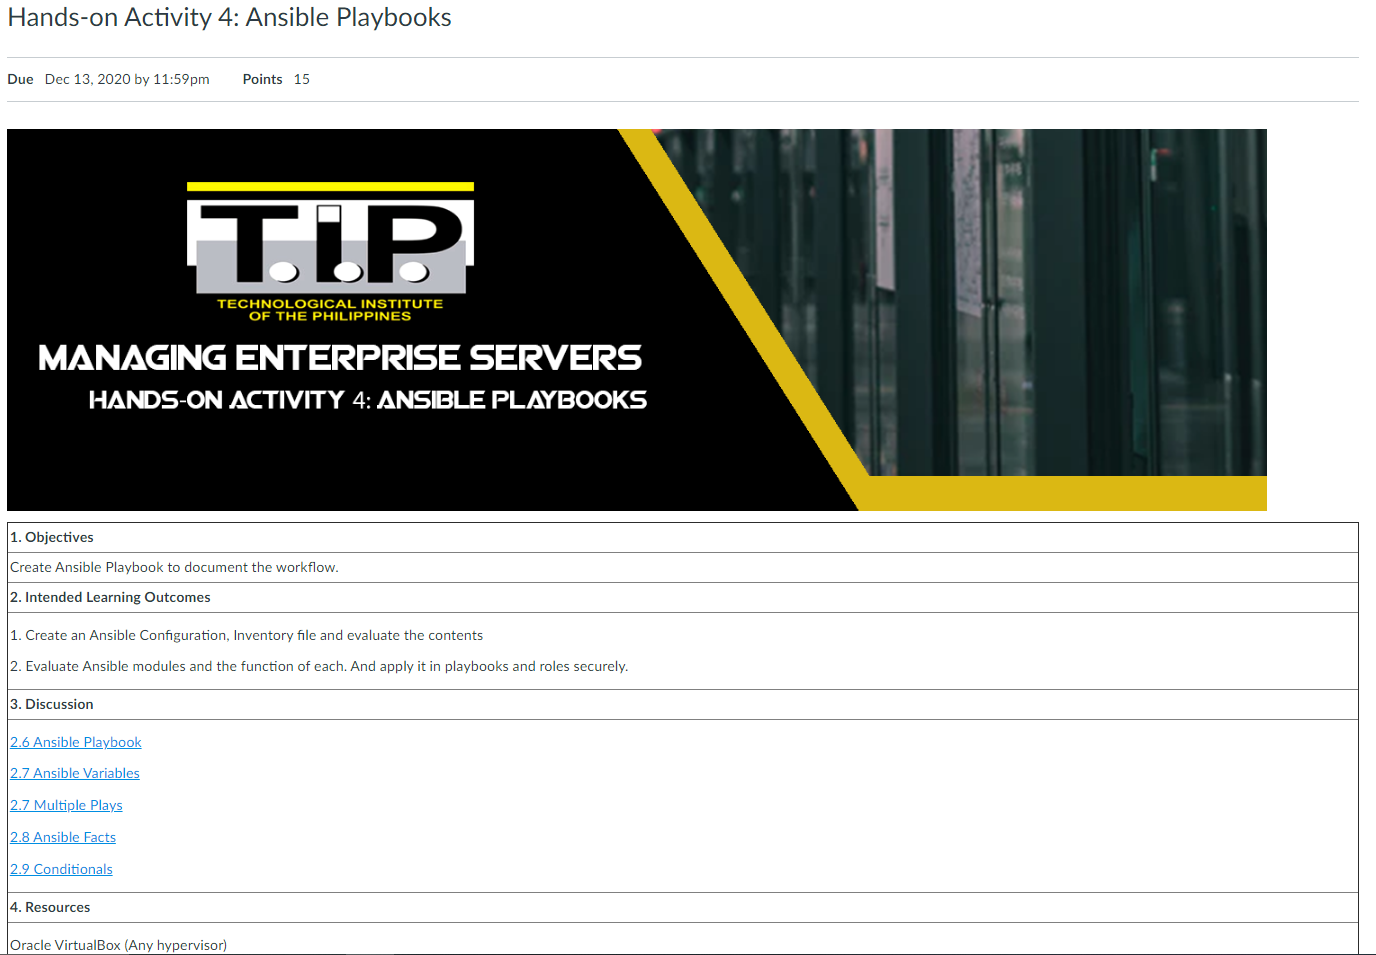 Hands-on Activity 4: Ansible Playbooks
Due Dec 13, 2020 by 11:59pm Points 15
T.i.P.
TECHNOLOGICAL INSTITUTE
OF THE PHILIPPINES
MANAGING ENTERPRISE SERVERS
HANDS-ON ACTIVITY 4: ANSIBLE PLAYBOOKS
1. Objectives
Create Ansible Playbook to document the workflow.
2. Intended Learning Outcomes
1. Create an Ansible Configuration, Inventory file and evaluate the contents
2. Evaluate Ansible modules and the function of each. And apply it in playbooks and roles securely.
3. Discussion
2.6 Ansible Playbook
2.7 Ansible Variables
2.7 Multiple Plays
2.8 Ansible Facts
2.9 Conditionals
4. Resources
Oracle VirtualBox (Any hypervisor)